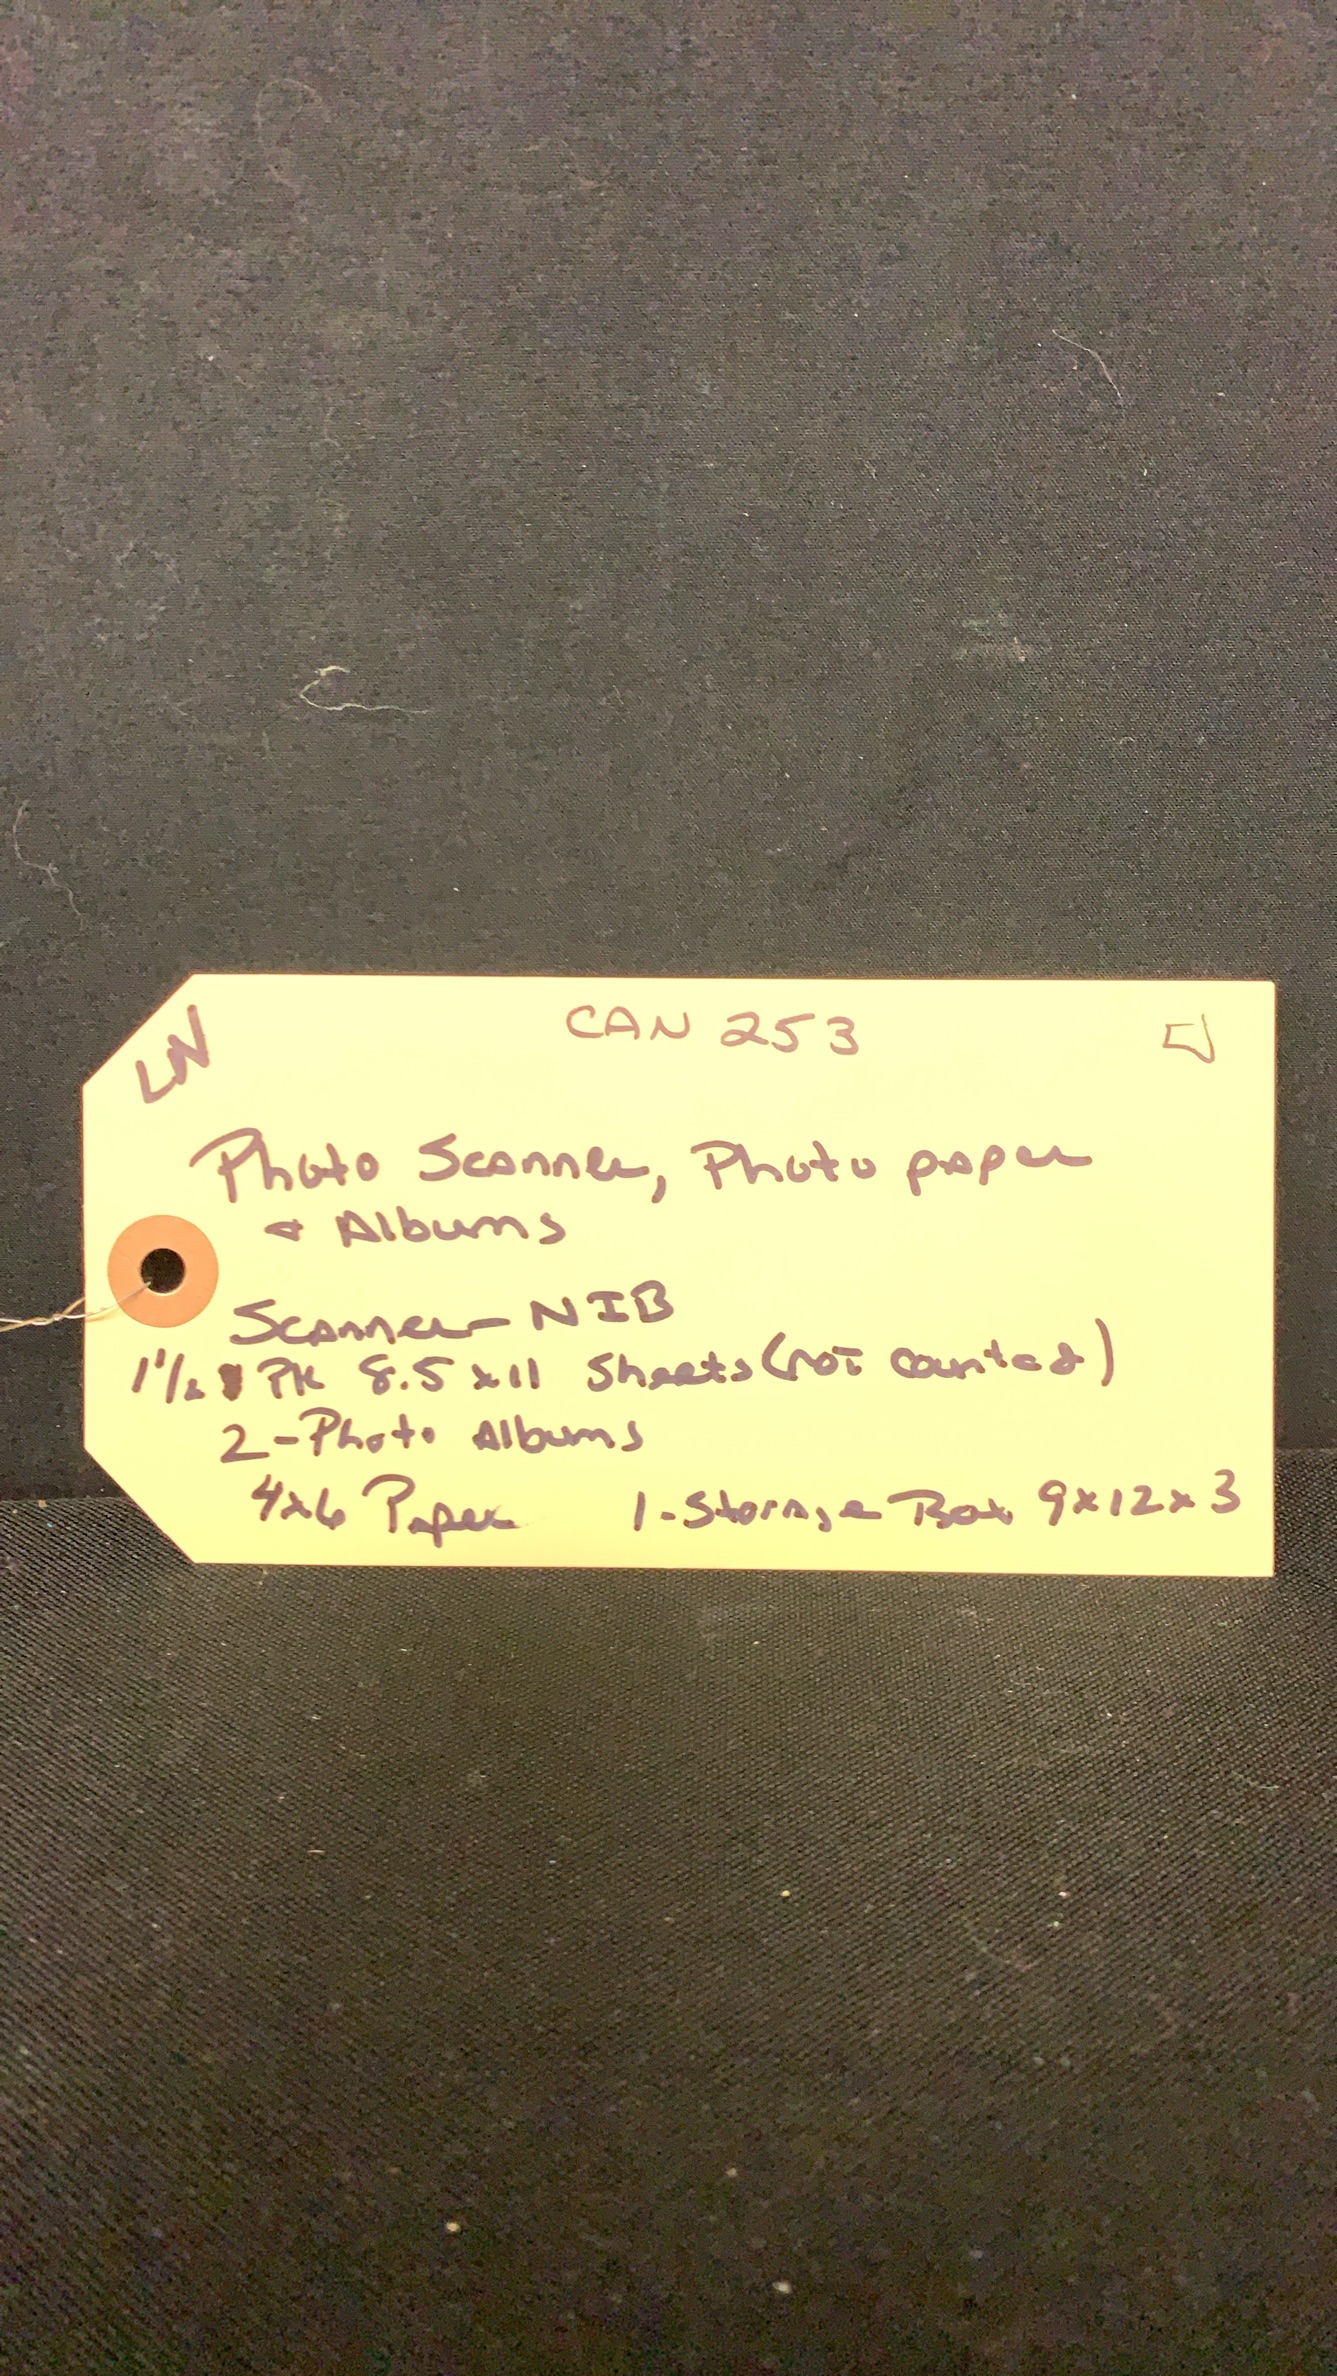 LN
CAN 253
Photo Scanner, Photo paper
& Albums
Scanner - NIB
1 1/2 PK 8.5 x 11 Sheets (not counted)
2 - Photo Albums
4x6 Paper 1 - Storage Box 9x12x3